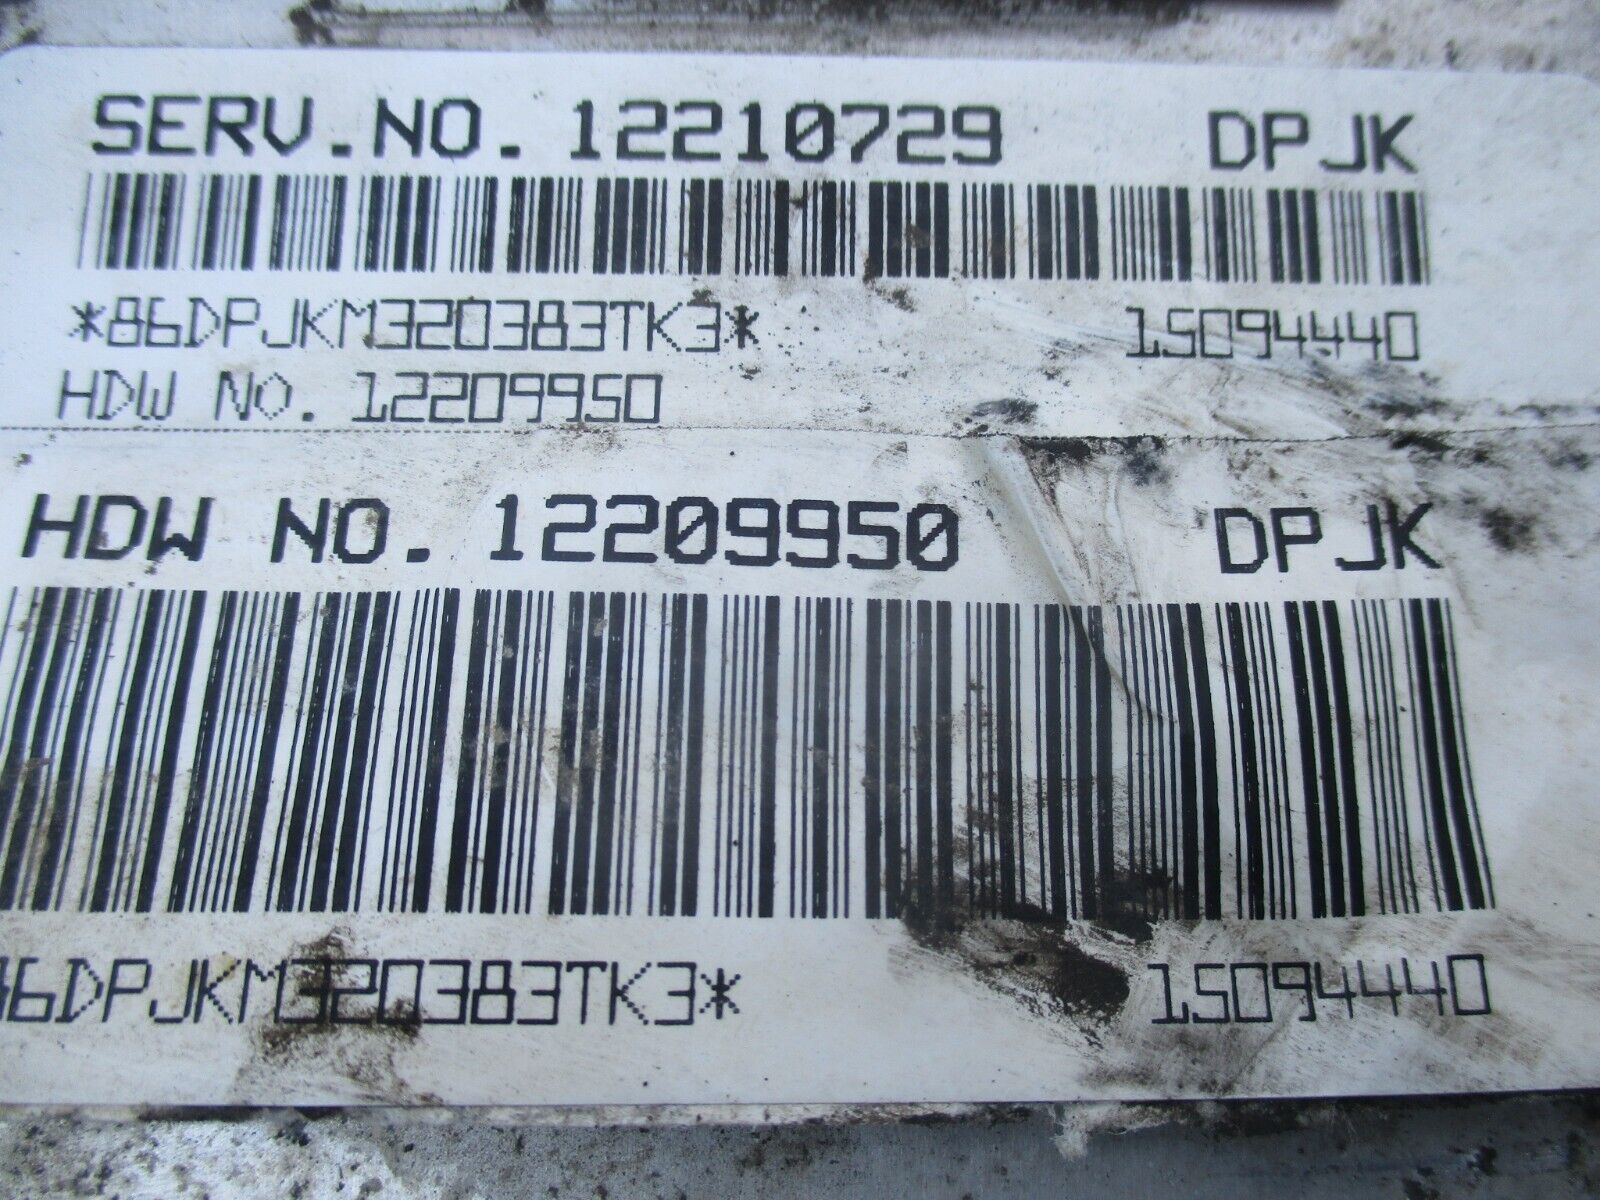 SERV.NO. 12210729 DPJK
*86DPJKM320383TK3* 15094440
HDW NO. 12209950
HDW NO. 12209950 DPJK
86DPJKM320383TK3* 15094440